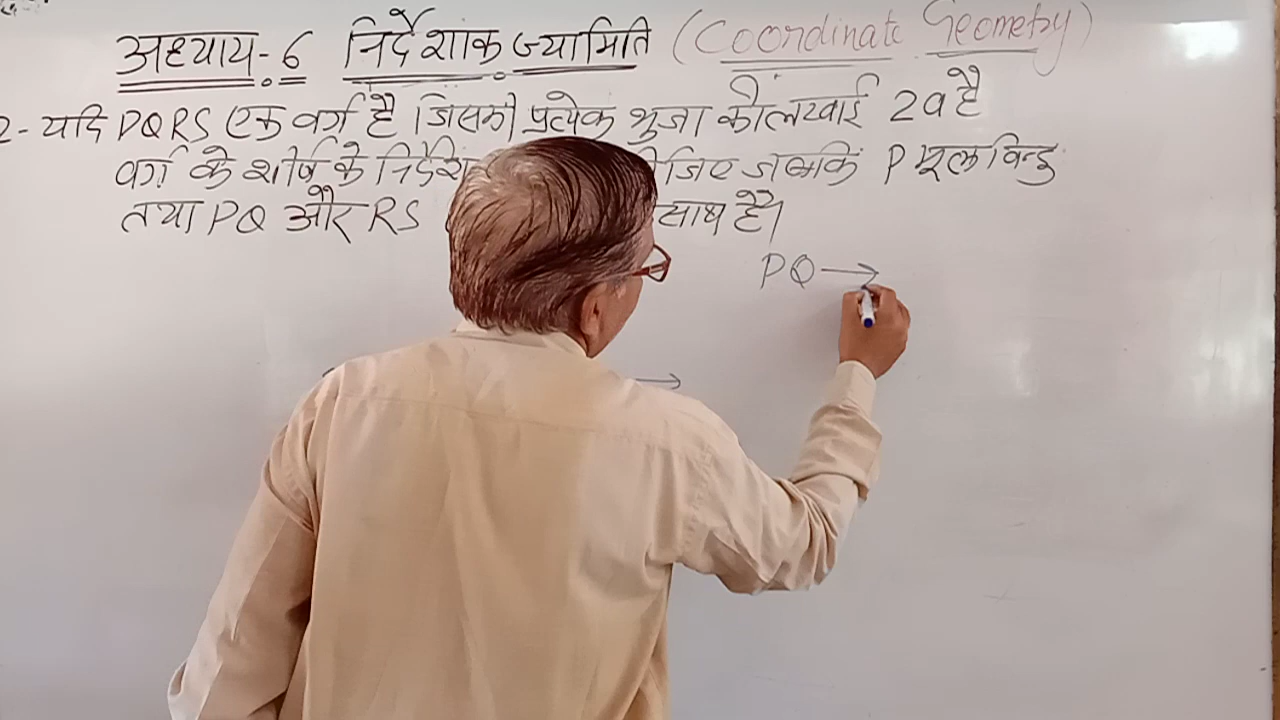 अध्याय-6 निर्देशांक ज्यामिति (Coordinate Geometry)
2- यदि PQRS एक वर्ग है जिसकी प्रत्येक भुजा की लम्बाई 2a है
वर्ग के शीर्ष के निर्देश जिए जबकि P मूल बिन्दु
तथा PQ और RS साथ है।
PQ →